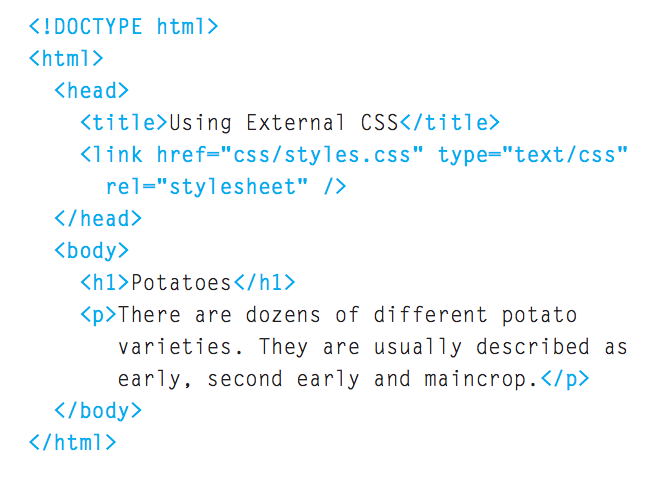 <!DOCTYPE html>
<html>
<head>
<title>Using External CSS</title>
<link href="css/styles.css" type="text/css"
rel="stylesheet" />
</head>
<body>
<h1>Potatoes</h1>
<p>There are dozens of different potato
varieties. They are usually described as
early, second early and maincrop.</p>
</body>
</html>